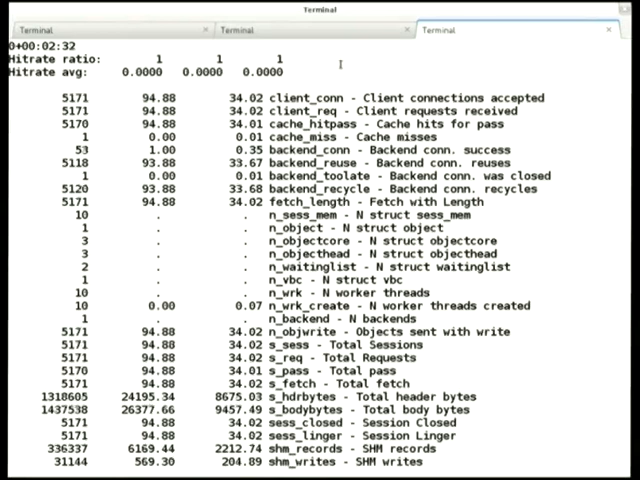 Terminal
Terminal Terminal Terminal
0+00:02:32
Hitrate ratio: 1 1 1
Hitrate avg: 0.0000 0.0000 0.0000
5171 94.88 34.02 client_conn - Client connections accepted
5171 94.88 34.02 client_req - Client requests received
5170 94.88 34.01 cache_hitpass - Cache hits for pass
1 0.00 0.01 cache_miss - Cache misses
53 1.00 0.35 backend_conn - Backend conn. success
5118 93.88 33.67 backend_reuse - Backend conn. reuses
1 0.00 0.01 backend_toolate - Backend conn. was closed
5120 93.88 33.68 backend_recycle - Backend conn. recycles
5171 94.88 34.02 fetch_length - Fetch with Length
10 . . n_sess_mem - N struct sess_mem
1 . . n_object - N struct object
3 . . n_objectcore - N struct objectcore
3 . . n_objecthead - N struct objecthead
2 . . n_waitinglist - N struct waitinglist
1 . . n_vbc - N struct vbc
10 . . n_wrk - N worker threads
10 0.00 0.07 n_wrk_create - N worker threads created
1 . . n_backend - N backends
5171 94.88 34.02 n_objwrite - Objects sent with write
5171 94.88 34.02 s_sess - Total Sessions
5171 94.88 34.02 s_req - Total Requests
5170 94.88 34.01 s_pass - Total pass
5171 94.88 34.02 s_fetch - Total fetch
1318605 24195.34 8675.03 s_hdrbytes - Total header bytes
1437538 26377.66 9457.49 s_bodybytes - Total body bytes
5171 94.88 34.02 sess_closed - Session Closed
5171 94.88 34.02 sess_linger - Session Linger
336337 6169.44 2212.74 shm_records - SHM records
31144 569.30 204.89 shm_writes - SHM writes